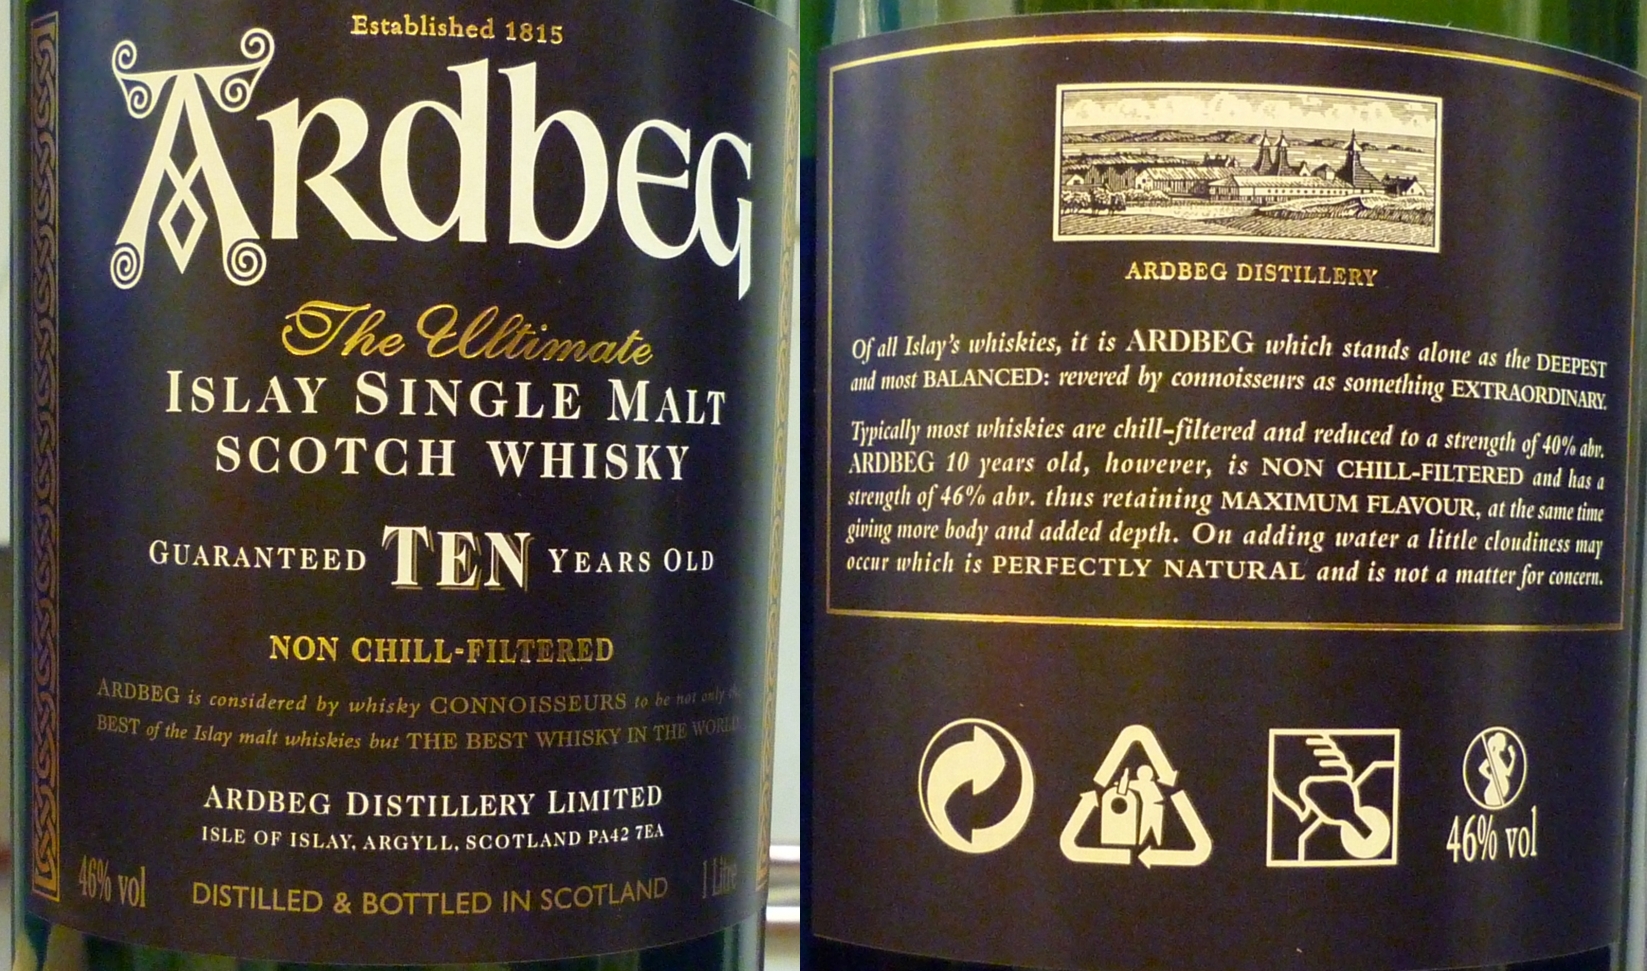 Established 1815
ARdbEG
The Ultimate
ISLAY SINGLE MALT
SCOTCH WHISKY
GUARANTEED TEN YEARS OLD
NON CHILL-FILTERED
ARDBEG is considered by whisky CONNOISSEURS to be not only the
BEST of the Islay malt whiskies but THE BEST WHISKY IN THE WORLD
ARDBEG DISTILLERY LIMITED
ISLE OF ISLAY, ARGYLL, SCOTLAND PA42 7EA
46% vol DISTILLED & BOTTLED IN SCOTLAND 1 Litre
ARDBEG DISTILLERY
Of all Islay's whiskies, it is ARDBEG which stands alone as the DEEPEST
and most BALANCED: revered by connoisseurs as something EXTRAORDINARY.
Typically most whiskies are chill-filtered and reduced to a strength of 40% abv.
ARDBEG 10 years old, however, is NON CHILL-FILTERED and has a
strength of 46% abv. thus retaining MAXIMUM FLAVOUR, at the same time
giving more body and added depth. On adding water a little cloudiness may
occur which is PERFECTLY NATURAL and is not a matter for concern.
46% vol